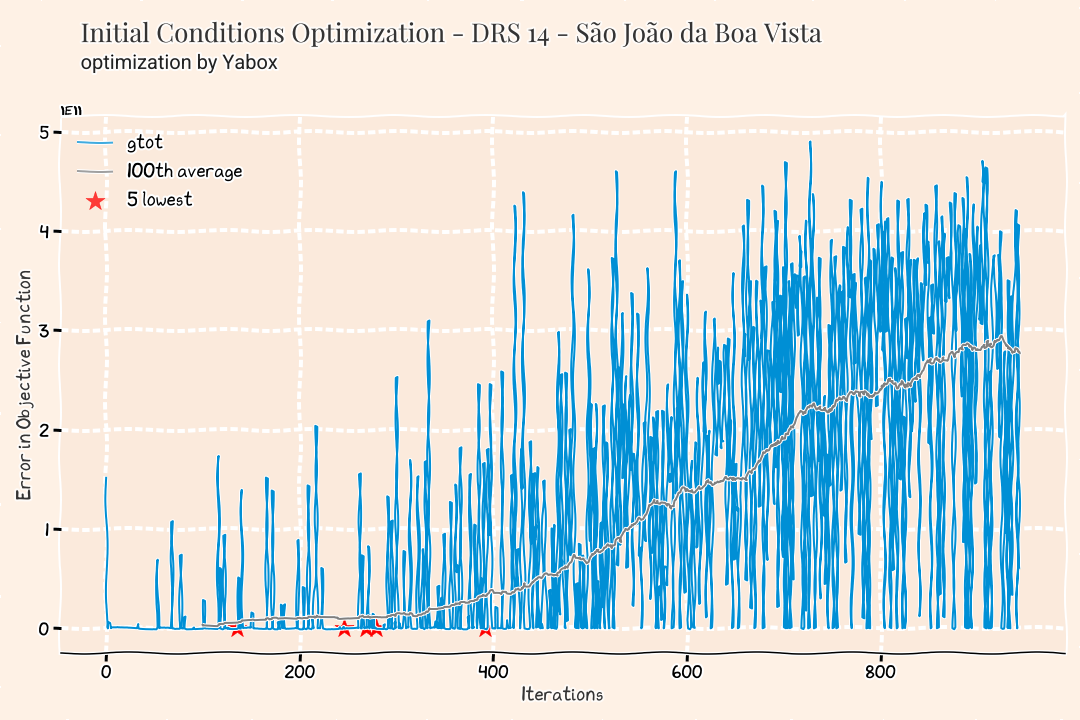 Initial Conditions Optimization - DRS 14 - São João da Boa Vista
optimization by Yabox
1E11
5
4
3
2
1
0
gtot
100th average
5 lowest
Error in Objective Function
0 200 400 600 800
Iterations